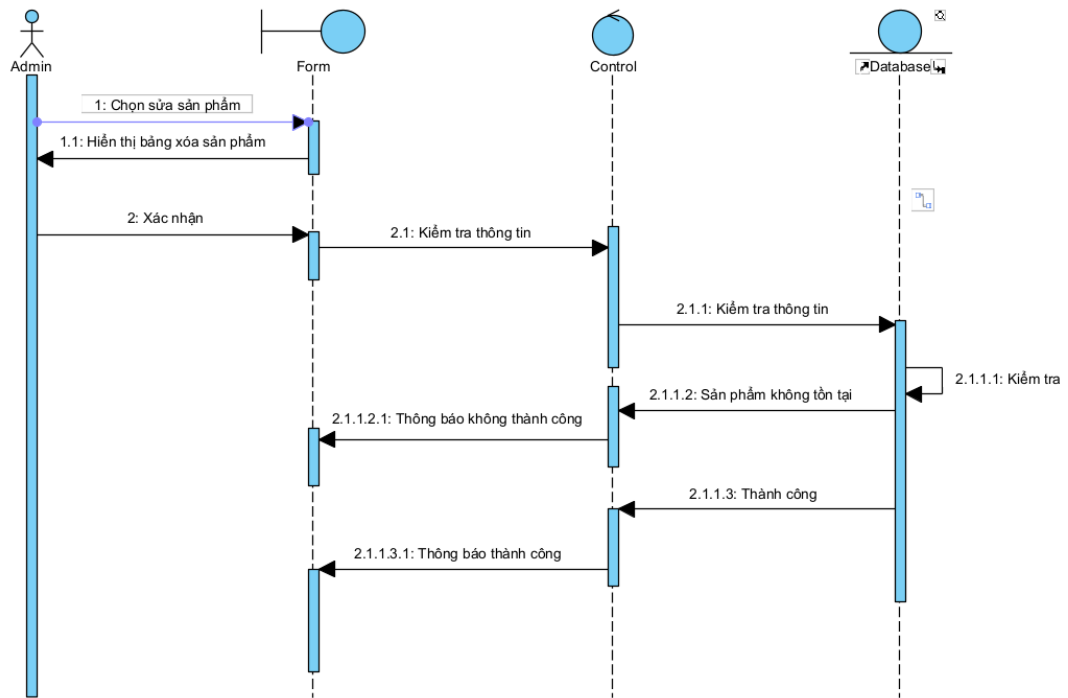 Admin
Form
Control
Database
1: Chọn sửa sản phẩm
1.1: Hiển thị bảng xóa sản phẩm
2: Xác nhận
2.1: Kiểm tra thông tin
2.1.1: Kiểm tra thông tin
2.1.1.1: Kiểm tra
2.1.1.2: Sản phẩm không tồn tại
2.1.1.2.1: Thông báo không thành công
2.1.1.3: Thành công
2.1.1.3.1: Thông báo thành công